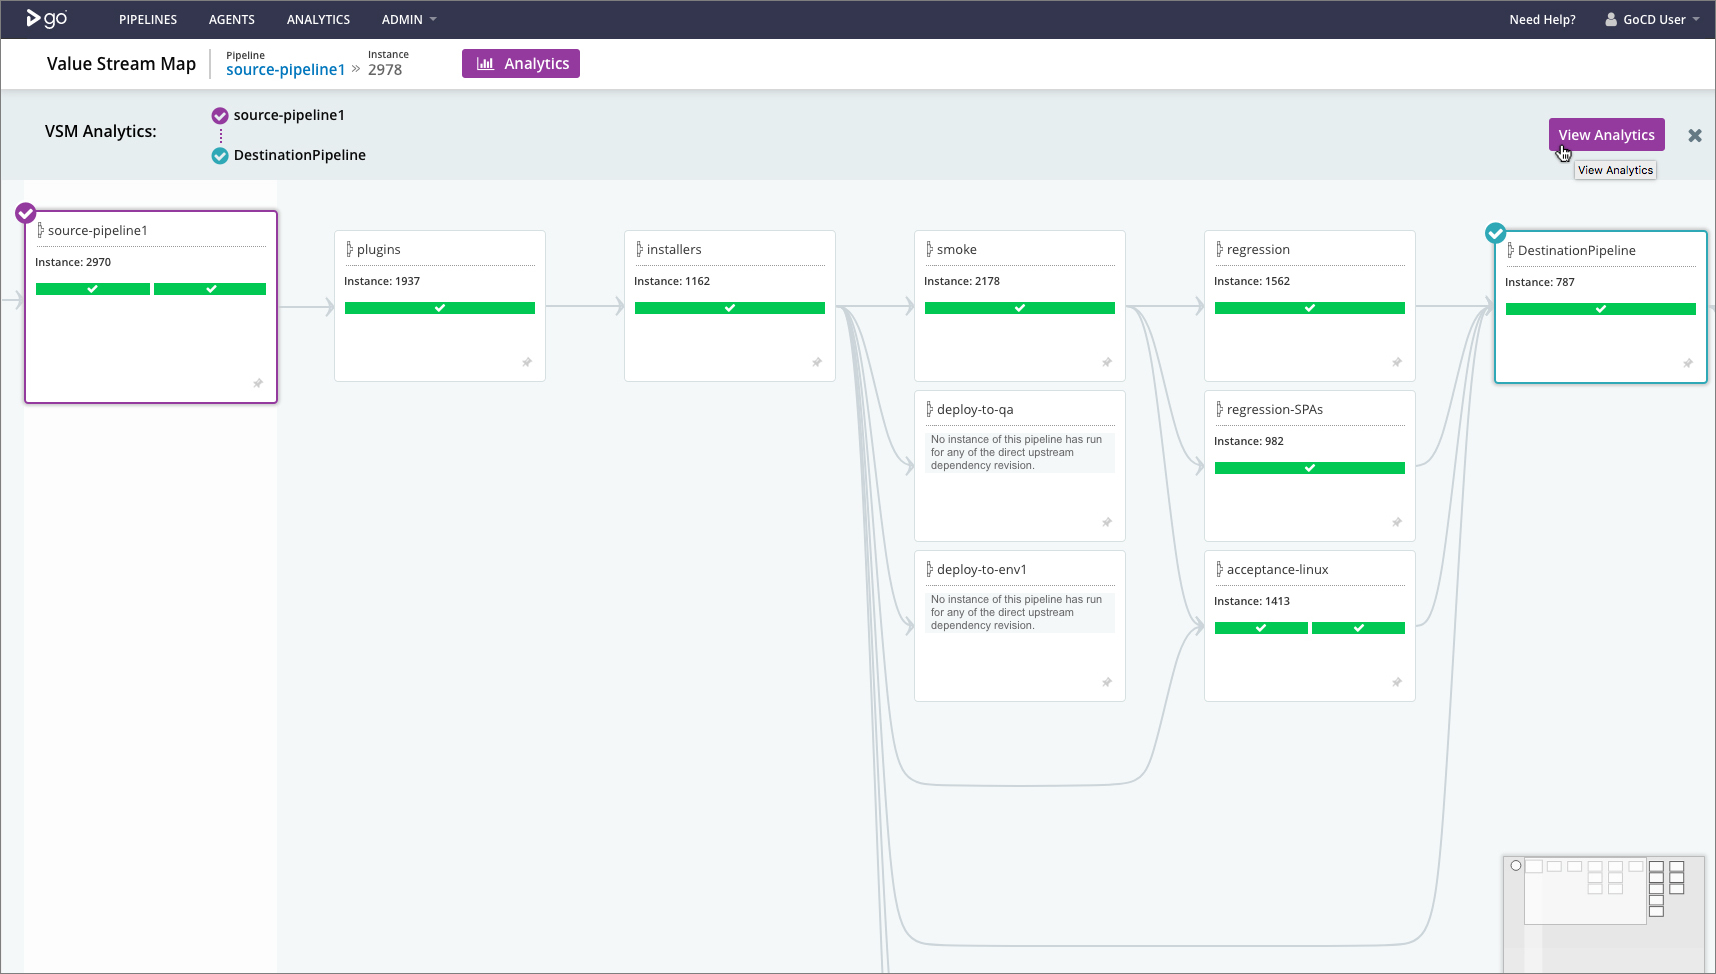 go
PIPELINES
AGENTS
ANALYTICS
ADMIN
Need Help?
GoCD User
Value Stream Map
Pipeline
source-pipeline1
»
Instance
2978
Analytics
VSM Analytics:
source-pipeline1
DestinationPipeline
View Analytics
View Analytics
source-pipeline1
Instance: 2970
plugins
Instance: 1937
installers
Instance: 1162
smoke
Instance: 2178
regression
Instance: 1562
DestinationPipeline
Instance: 787
deploy-to-qa
No instance of this pipeline has run
for any of the direct upstream
dependency revision.
regression-SPAs
Instance: 982
deploy-to-env1
No instance of this pipeline has run
for any of the direct upstream
dependency revision.
acceptance-linux
Instance: 1413